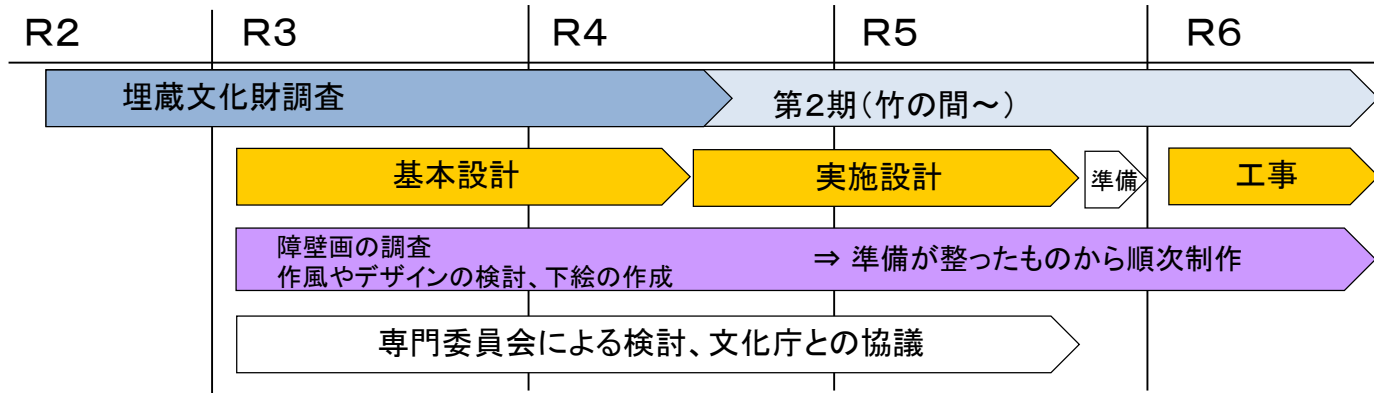 R2 R3 R4 R5 R6
埋蔵文化財調査
第2期(竹の間～)
基本設計
実施設計
準備
工事
障壁画の調査
作風やデザインの検討、下絵の作成
⇒ 準備が整ったものから順次制作
専門委員会による検討、文化庁との協議